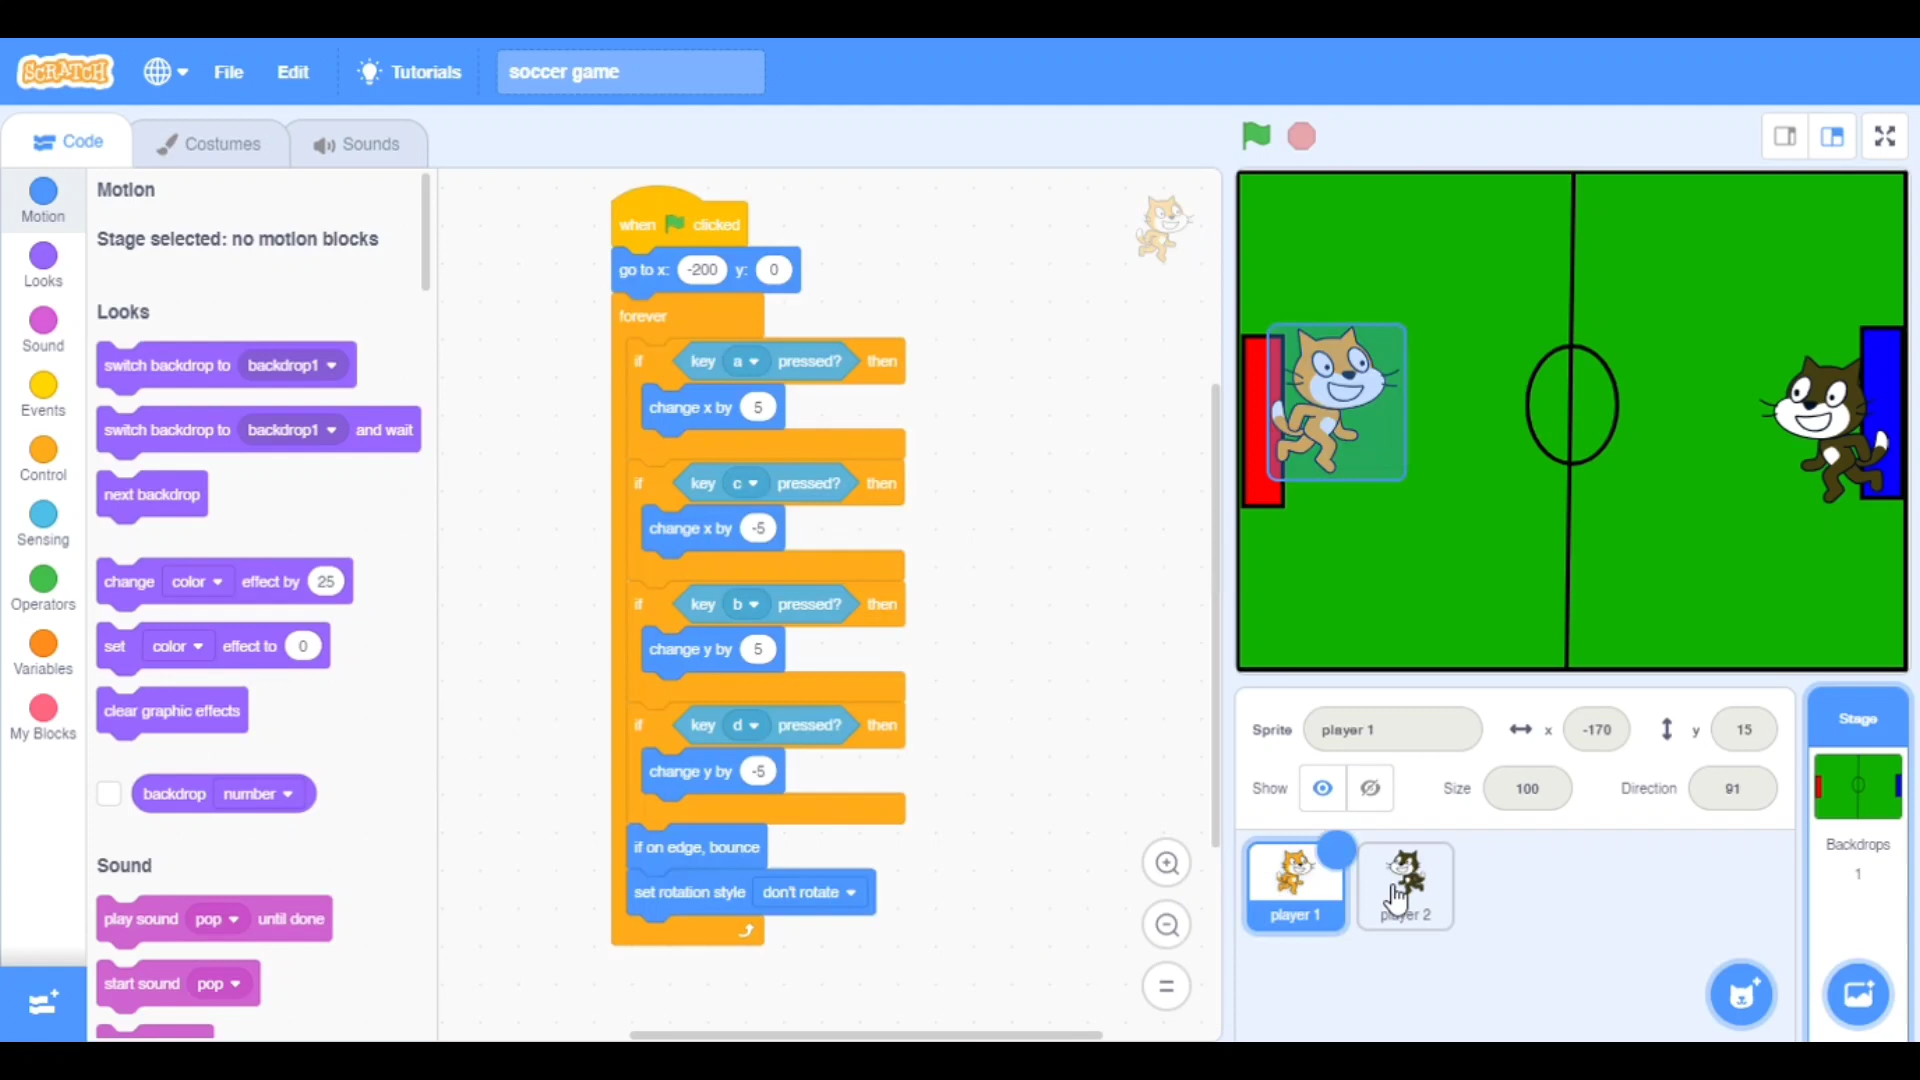 SCRATCH File Edit Tutorials soccer game
Code Costumes Sounds
Motion
Looks
Sound
Events
Control
Sensing
Operators
Variables
My Blocks
Motion
Stage selected: no motion blocks
Looks
switch backdrop to backdrop1
switch backdrop to backdrop1 and wait
next backdrop
change color effect by 25
set color effect to 0
clear graphic effects
backdrop number
Sound
play sound pop until done
start sound pop
when clicked
go to x: -200 y: 0
forever
if key a pressed? then
change x by 5
if key c pressed? then
change x by -5
if key b pressed? then
change y by 5
if key d pressed? then
change y by -5
if on edge, bounce
set rotation style don't rotate
Sprite player 1 x -170 y 15
Show Size 100 Direction 91
player 1 player 2
Stage
Backdrops
1